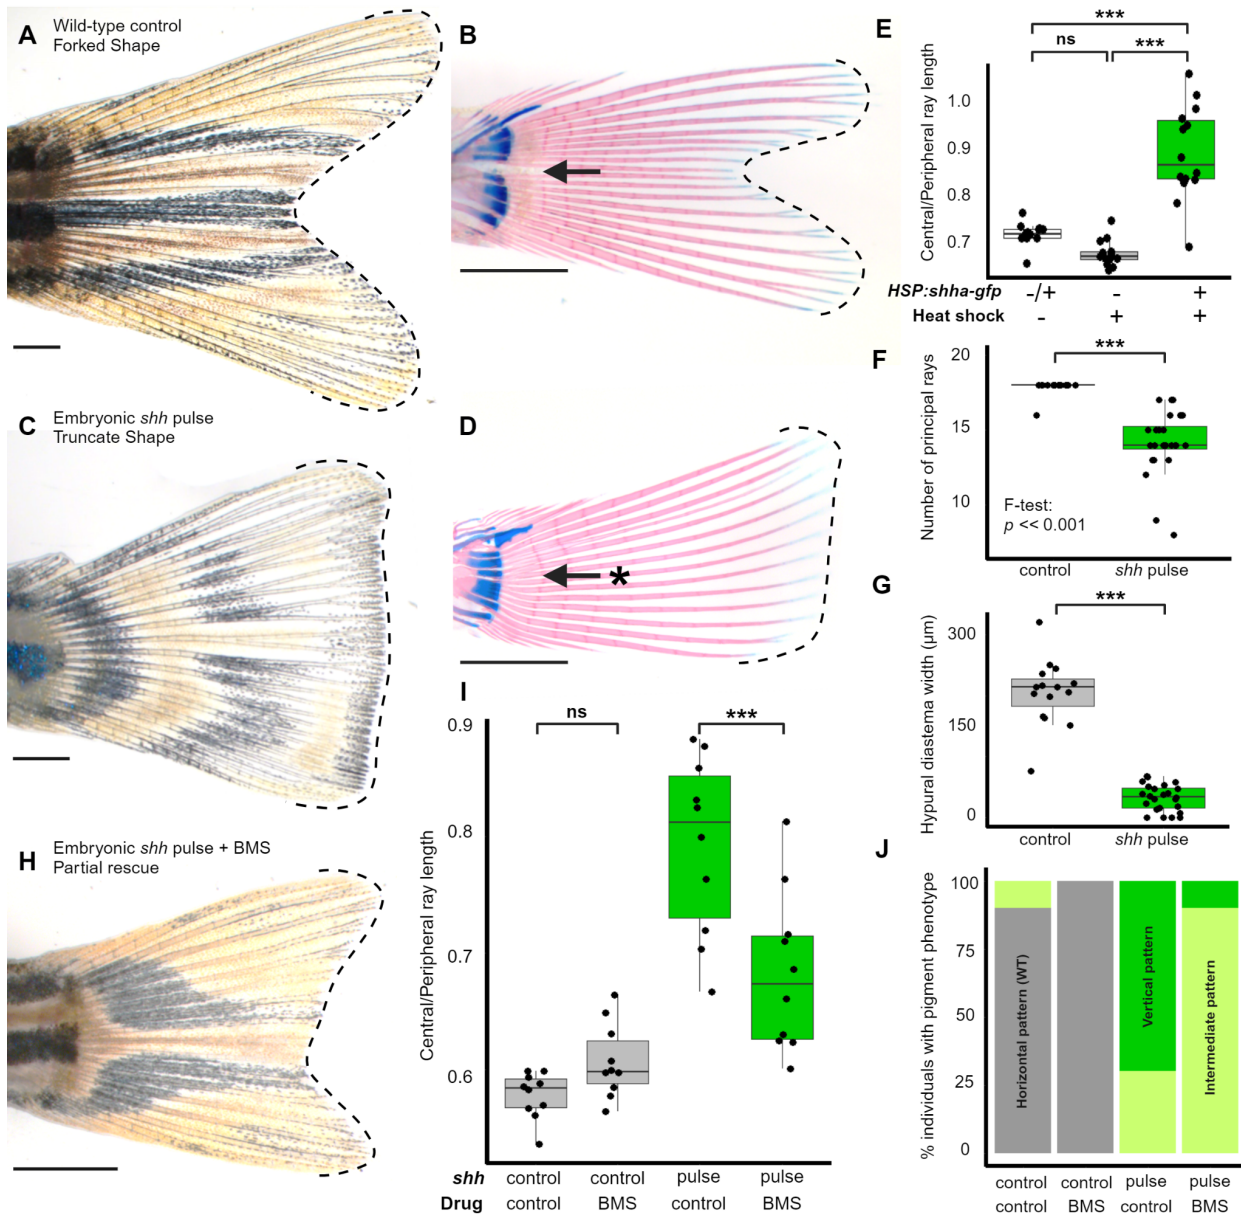 A
Wild-type control
Forked Shape
B
C
Embryonic shh pulse
Truncate Shape
D
*
H
Embryonic shh pulse + BMS
Partial rescue
E
***
ns
***
Central/Peripheral ray length
1.0
0.9
0.8
0.7
HSP:shha-gfp -/+ - +
Heat shock - + +
F
***
Number of principal rays
20
15
10
F-test:
p << 0.001
control shh pulse
G
***
Hypural diastema width (µm)
300
150
0
control shh pulse
I
ns
***
Central/Peripheral ray length
0.9
0.8
0.7
0.6
shh control control pulse pulse
Drug control BMS control BMS
J
% individuals with pigment phenotype
100
75
50
25
0
Horizontal pattern (WT)
Vertical pattern
Intermediate pattern
control control pulse pulse
control BMS control BMS